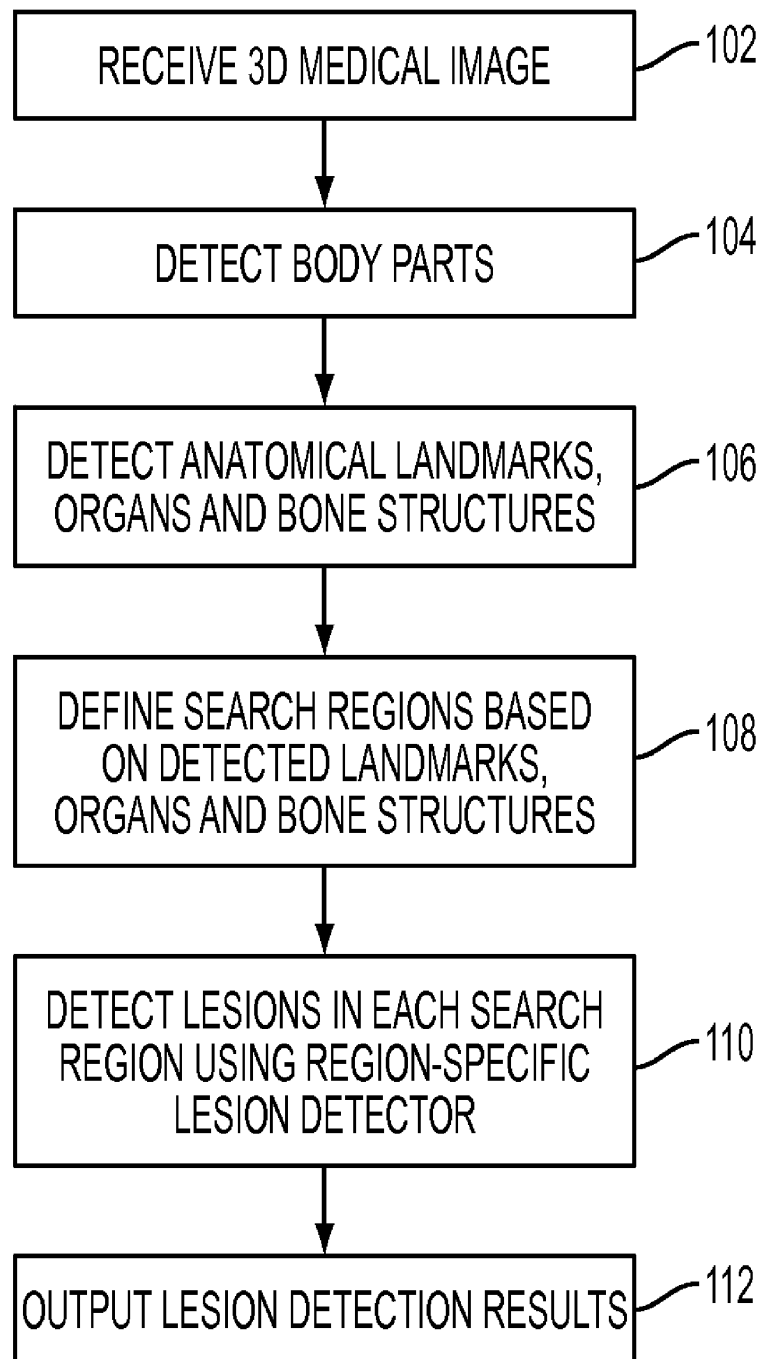 RECEIVE 3D MEDICAL IMAGE
102
DETECT BODY PARTS
104
DETECT ANATOMICAL LANDMARKS,
ORGANS AND BONE STRUCTURES
106
DEFINE SEARCH REGIONS BASED
ON DETECTED LANDMARKS,
ORGANS AND BONE STRUCTURES
108
DETECT LESIONS IN EACH SEARCH
REGION USING REGION-SPECIFIC
LESION DETECTOR
110
OUTPUT LESION DETECTION RESULTS
112